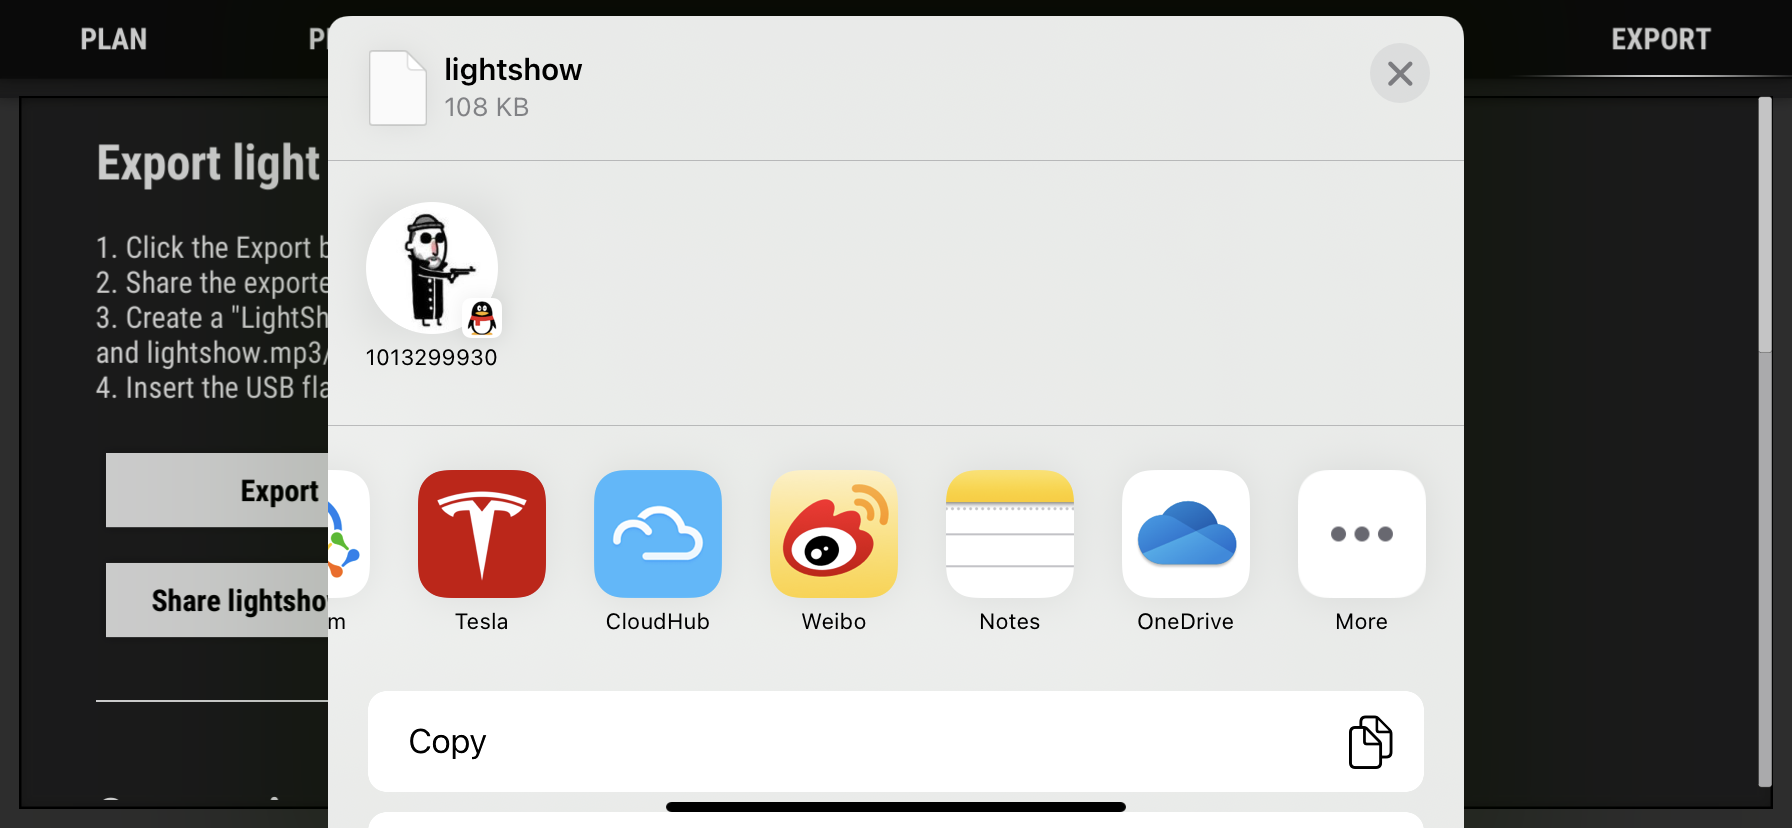 PLAN
EXPORT
lightshow
108 KB
Export light
1. Click the Export
2. Share the exporte
3. Create a "LightSh
and lightshow.mp3/
4. Insert the USB fla
1013299930
Export
Share lightsho
m
Tesla
CloudHub
Weibo
Notes
OneDrive
More
Copy